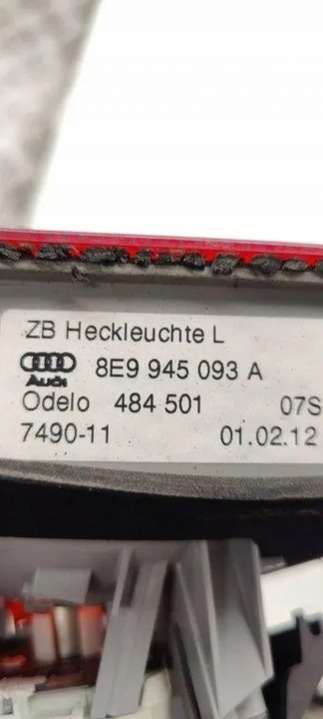 ZB Heckleuchte L
Audi 8E9 945 093 A
Odelo 484 501 07S
7490-11 01.02.12